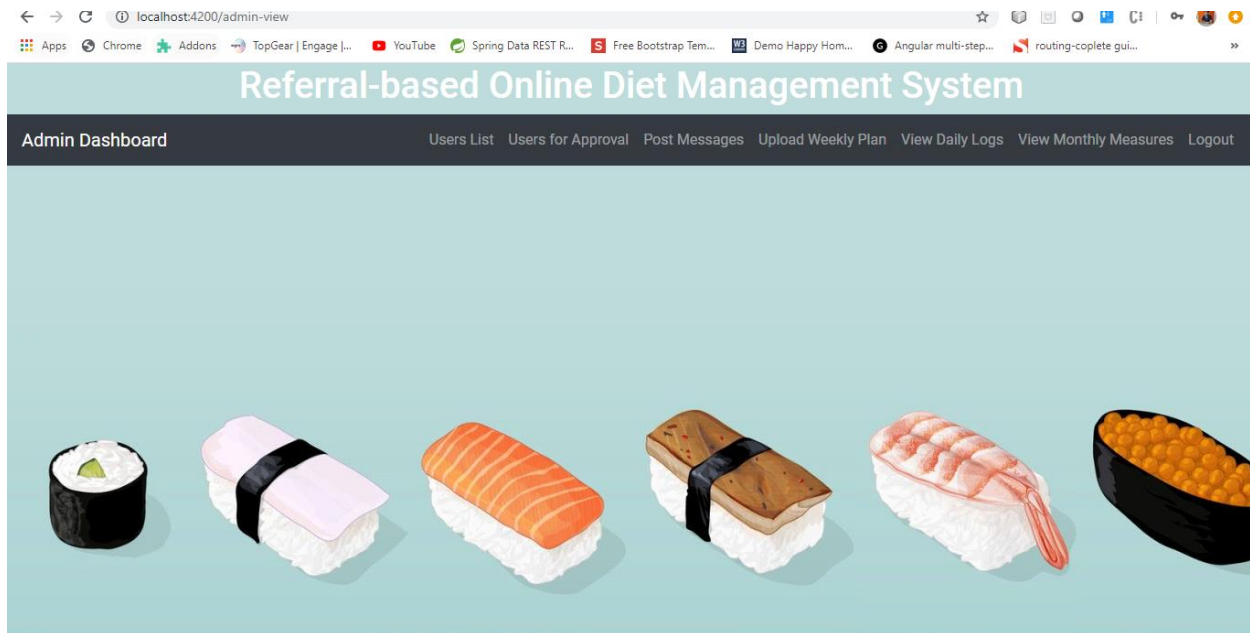 localhost:4200/admin-view
Apps Chrome Addons TopGear | Engage |... YouTube Spring Data REST R... S Free Bootstrap Tem... W3 Demo Happy Hom... G Angular multi-step... routing-coplete gui... »
Referral-based Online Diet Management System
Admin Dashboard Users List Users for Approval Post Messages Upload Weekly Plan View Daily Logs View Monthly Measures Logout